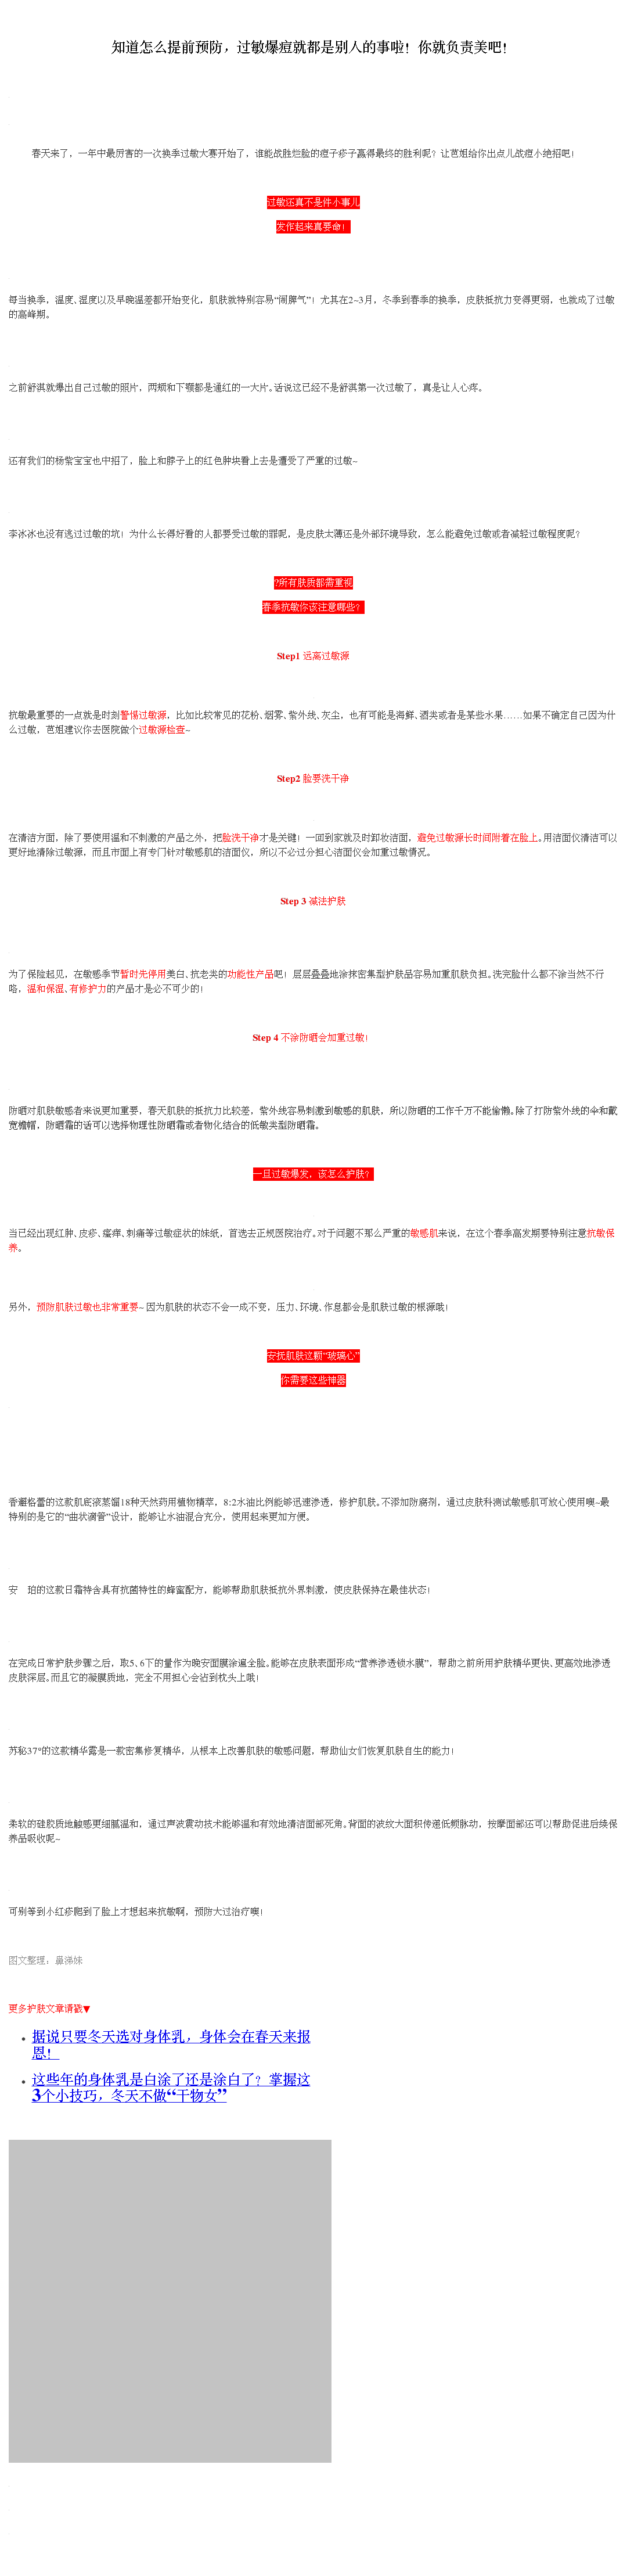 知道怎么提前预防，过敏爆痘就都是别人的事啦！你就负责美吧！
春天来了，一年中最厉害的一次换季过敏大赛开始了，谁能战胜烂脸的痘子疹子赢得最终的胜利呢？让芭姐给你出点儿战痘小绝招吧！
过敏还真不是件小事儿
发作起来真要命！
每当换季，温度、湿度以及早晚温差都开始变化，肌肤就特别容易“闹脾气”！尤其在2~3月，冬季到春季的换季，皮肤抵抗力变得更弱，也就成了过敏
的高峰期。
之前舒淇就爆出自己过敏的照片，两颊和下颚都是通红的一大片。话说这已经不是舒淇第一次过敏了，真是让人心疼。
还有我们的杨紫宝宝也中招了，脸上和脖子上的红色肿块看上去是遭受了严重的过敏~
李冰冰也没有逃过过敏的坑！为什么长得好看的人都要受过敏的罪呢，是皮肤太薄还是外部环境导致，怎么能避免过敏或者减轻过敏程度呢？
?所有肤质都需重视
春季抗敏你该注意哪些？
Step1 远离过敏源
抗敏最重要的一点就是时刻警惕过敏源，比如比较常见的花粉、烟雾、紫外线、灰尘，也有可能是海鲜、酒类或者是某些水果……如果不确定自己因为什
么过敏，芭姐建议你去医院做个过敏源检查~
Step2 脸要洗干净
在清洁方面，除了要使用温和不刺激的产品之外，把脸洗干净才是关键！一回到家就及时卸妆洁面，避免过敏源长时间附着在脸上。用洁面仪清洁可以
更好地清除过敏源，而且市面上有专门针对敏感肌的洁面仪，所以不必过分担心洁面仪会加重过敏情况。
Step 3 减法护肤
为了保险起见，在敏感季节暂时先停用美白、抗老类的功能性产品吧！层层叠叠地涂抹密集型护肤品容易加重肌肤负担。洗完脸什么都不涂当然不行
咯，温和保湿、有修护力的产品才是必不可少的！
Step 4 不涂防晒会加重过敏！
防晒对肌肤敏感者来说更加重要，春天肌肤的抵抗力比较差，紫外线容易刺激到敏感的肌肤，所以防晒的工作千万不能偷懒。除了打防紫外线的伞和戴
宽檐帽，防晒霜的话可以选择物理性防晒霜或者物化结合的低敏类型防晒霜。
一旦过敏爆发，该怎么护肤？
当已经出现红肿、皮疹、瘙痒、刺痛等过敏症状的妹纸，首选去正规医院治疗。对于问题不那么严重的敏感肌来说，在这个春季高发期要特别注意抗敏保
养。
另外，预防肌肤过敏也非常重要~ 因为肌肤的状态不会一成不变，压力、环境、作息都会是肌肤过敏的根源哦！
安抚肌肤这颗“玻璃心”
你需要这些神器
香邂格蕾的这款肌底液蒸馏18种天然药用植物精萃，8:2水油比例能够迅速渗透，修护肌肤。不添加防腐剂，通过皮肤科测试敏感肌可放心使用噢~最
特别的是它的“曲状滴管”设计，能够让水油混合充分，使用起来更加方便。
安 珀的这款日霜特含具有抗菌特性的蜂蜜配方，能够帮助肌肤抵抗外界刺激，使皮肤保持在最佳状态！
在完成日常护肤步骤之后，取5、6下的量作为晚安面膜涂遍全脸。能够在皮肤表面形成“营养渗透锁水膜”，帮助之前所用护肤精华更快、更高效地渗透
皮肤深层。而且它的凝膜质地，完全不用担心会沾到枕头上哦！
苏秘37°的这款精华露是一款密集修复精华，从根本上改善肌肤的敏感问题，帮助仙女们恢复肌肤自生的能力！
柔软的硅胶质地触感更细腻温和，通过声波震动技术能够温和有效地清洁面部死角。背面的波纹大面积传递低频脉动，按摩面部还可以帮助促进后续保
养品吸收呢~
可别等到小红疹爬到了脸上才想起来抗敏啊，预防大过治疗噢！
图文整理：鼻涕妹
更多护肤文章请戳▼
据说只要冬天选对身体乳，身体会在春天来报
恩！
这些年的身体乳是白涂了还是涂白了？掌握这
3个小技巧，冬天不做“干物女”